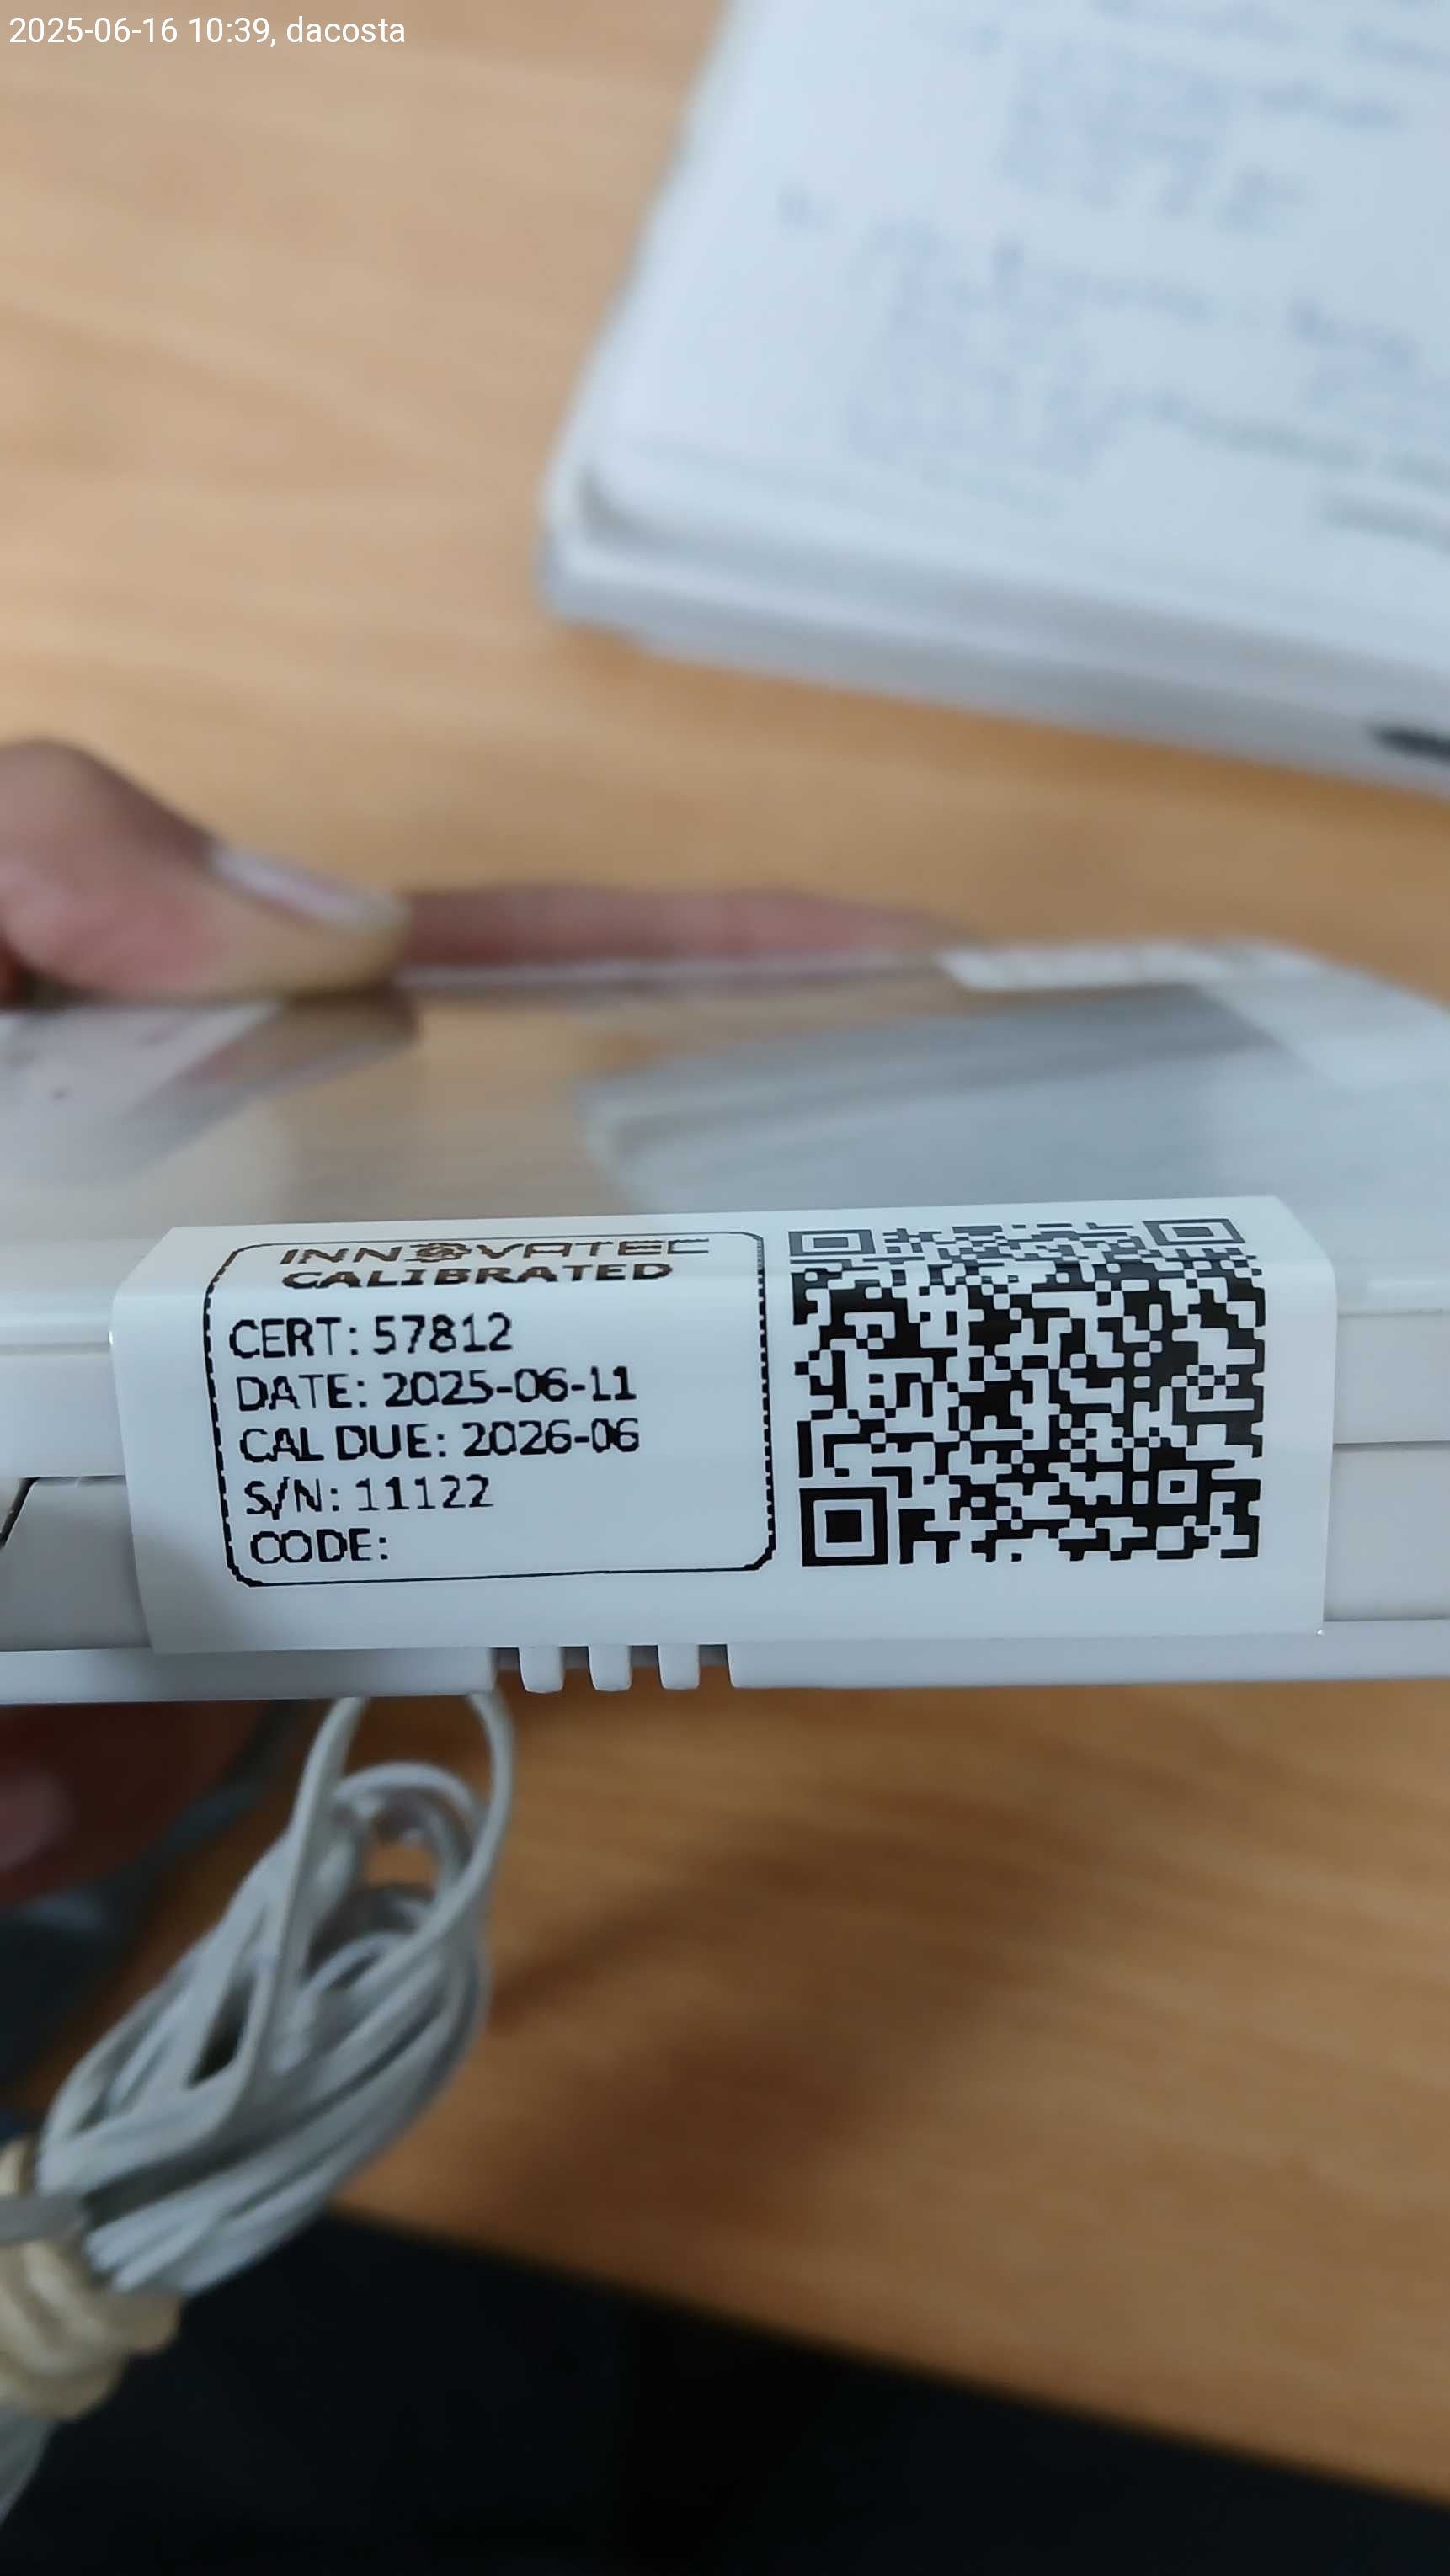 2025-06-16 10:39, dacosta
INNOVATEC
CALIBRATED
CERT: 57812
DATE: 2025-06-11
CAL DUE: 2026-06
S/N: 11122
CODE: